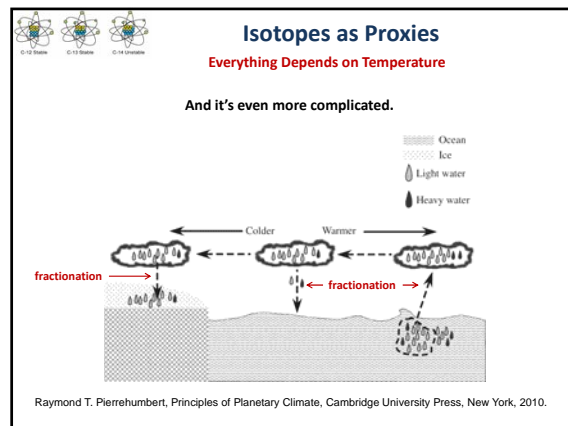 C-12 Stable C-13 Stable C-14 Unstable
Isotopes as Proxies
Everything Depends on Temperature
And it's even more complicated.
Ocean
Ice
Light water
Heavy water
Colder Warmer
fractionation
fractionation
Raymond T. Pierrehumbert, Principles of Planetary Climate, Cambridge University Press, New York, 2010.